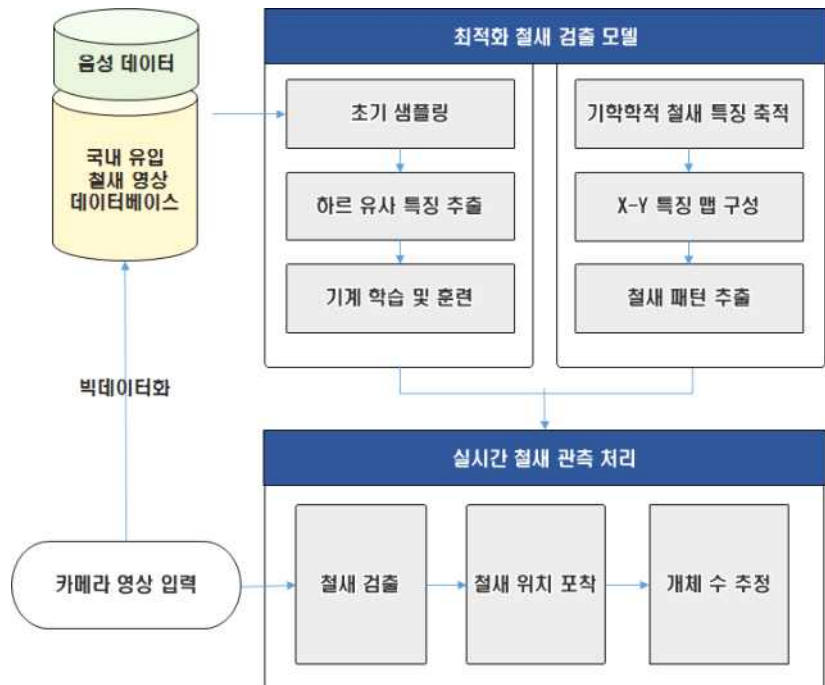 음성 데이터
국내 유입
철새 영상
데이터베이스
최적화 철새 검출 모델
초기 샘플링
하르 유사 특징 추출
기계 학습 및 훈련
기학학적 철새 특징 축적
X-Y 특징 맵 구성
철새 패턴 추출
빅데이터화
실시간 철새 관측 처리
카메라 영상 입력
철새 검출
철새 위치 포착
개체 수 추정